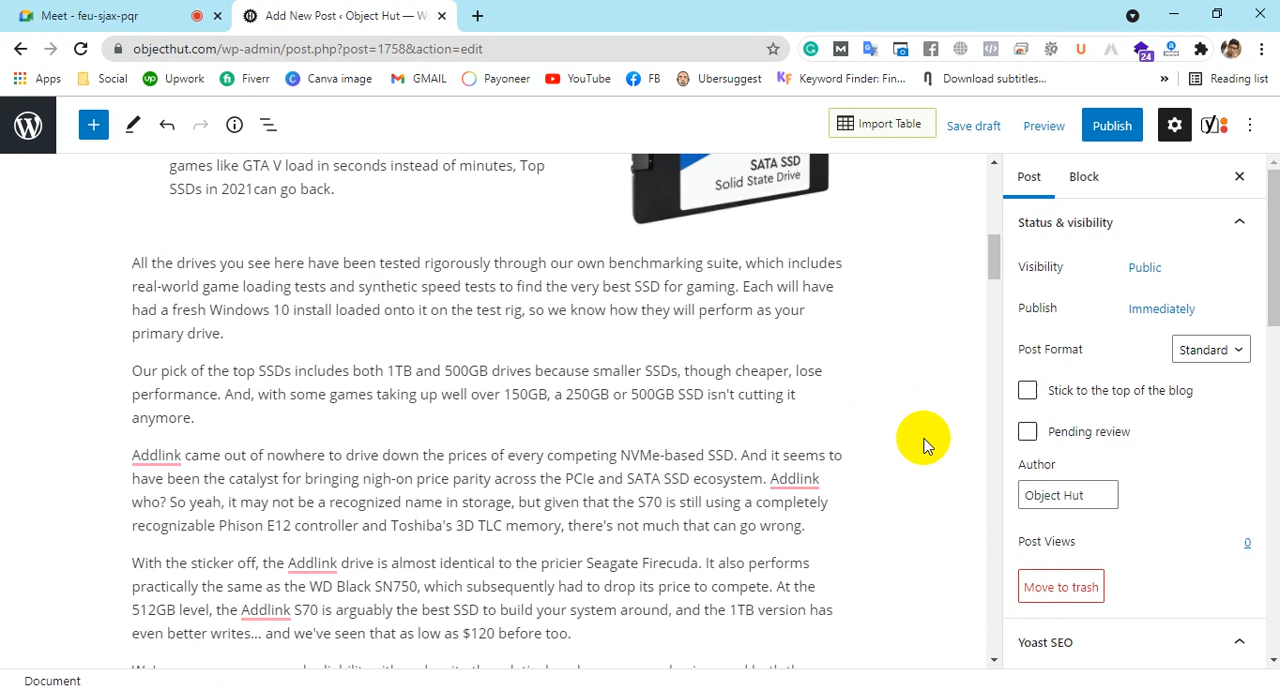 Meet - feu-sjax-pqr
Add New Post ‹ Object Hut — W
objecthut.com/wp-admin/post.php?post=1758&action=edit
24
Apps Social Upwork Fiverr Canva image GMAIL Payoneer YouTube FB Ubersuggest Keyword Finder: Fin... Download subtitles... » Reading list
Import Table Save draft Preview Publish
games like GTA V load in seconds instead of minutes, Top
SSDs in 2021can go back.
SATA SSD
Solid State Drive
All the drives you see here have been tested rigorously through our own benchmarking suite, which includes
real-world game loading tests and synthetic speed tests to find the very best SSD for gaming. Each will have
had a fresh Windows 10 install loaded onto it on the test rig, so we know how they will perform as your
primary drive.
Our pick of the top SSDs includes both 1TB and 500GB drives because smaller SSDs, though cheaper, lose
performance. And, with some games taking up well over 150GB, a 250GB or 500GB SSD isn't cutting it
anymore.
Addlink came out of nowhere to drive down the prices of every competing NVMe-based SSD. And it seems to
have been the catalyst for bringing nigh-on price parity across the PCIe and SATA SSD ecosystem. Addlink
who? So yeah, it may not be a recognized name in storage, but given that the S70 is still using a completely
recognizable Phison E12 controller and Toshiba's 3D TLC memory, there's not much that can go wrong.
With the sticker off, the Addlink drive is almost identical to the pricier Seagate Firecuda. It also performs
practically the same as the WD Black SN750, which subsequently had to drop its price to compete. At the
512GB level, the Addlink S70 is arguably the best SSD to build your system around, and the 1TB version has
even better writes... and we've seen that as low as $120 before too.
Post Block
Status & visibility
Visibility Public
Publish Immediately
Post Format Standard
Stick to the top of the blog
Pending review
Author
Object Hut
Post Views 0
Move to trash
Yoast SEO
Document